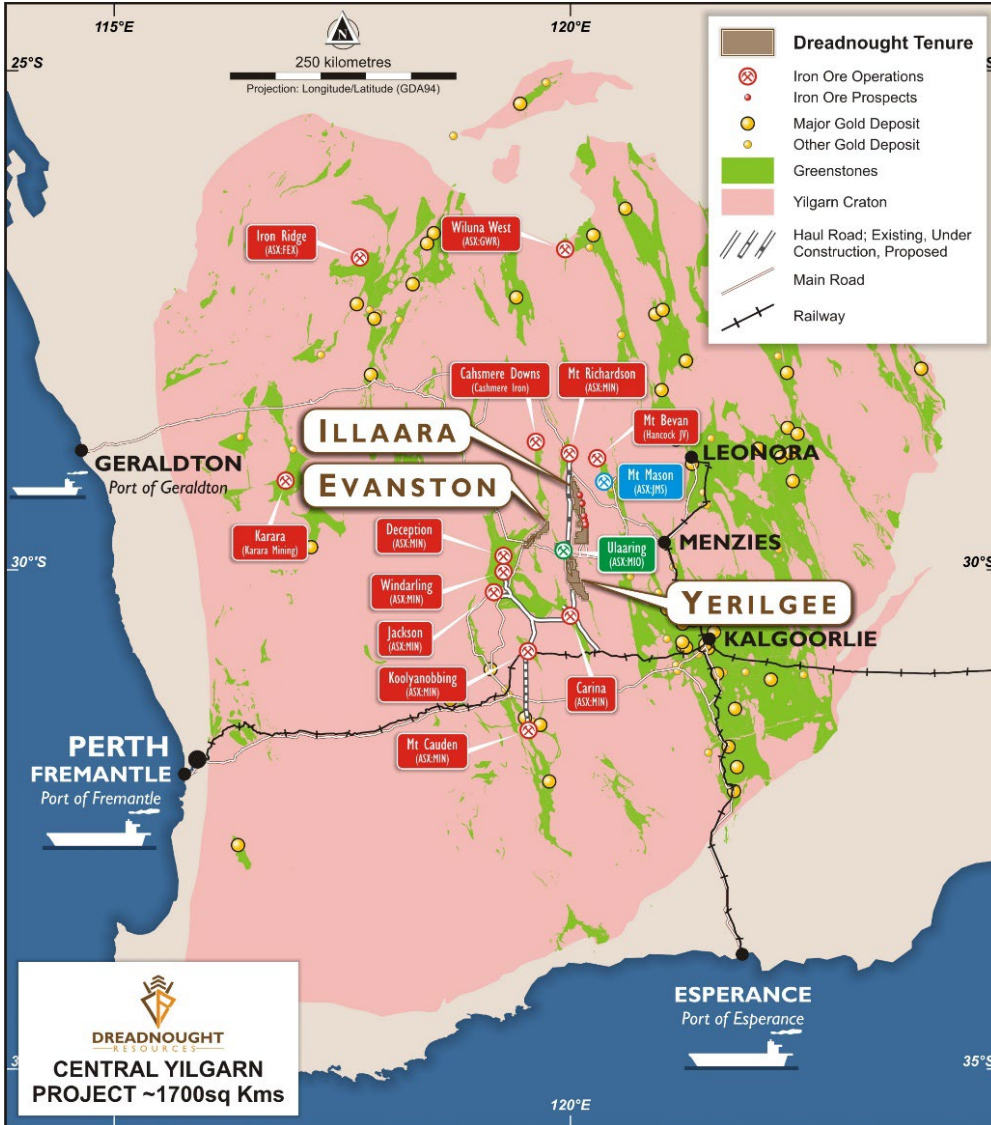 115°E
120°E
25°S
N
250 kilometres
Projection: Longitude/Latitude (GDA94)
Dreadnought Tenure
Iron Ore Operations
Iron Ore Prospects
Major Gold Deposit
Other Gold Deposit
Greenstones
Yilgarn Craton
Haul Road; Existing, Under
Construction, Proposed
Main Road
Railway
Iron Ridge
(ASX:FEX)
Wiluna West
(ASX:GWR)
Cahsmere Downs
(Cashmere Iron)
Mt Richardson
(ASX:MIN)
Mt Bevan
(Hancock JV)
ILLAARA
LEONORA
GERALDTON
Port of Geraldton
EVANSTON
Mt Mason
(ASX:JMS)
Karara
(Karara Mining)
Deception
(ASX:MIN)
MENZIES
Ulaaring
(ASX:MIO)
30°'S
30°S
Windarling
(ASX:MIN)
YERILGEE
Jackson
(ASX:MIN)
KALGOORLIE
Koolyanobbing
(ASX:MIN)
Carina
(ASX:MIN)
Mt Cauden
(ASX:MIN)
PERTH
FREMANTLE
Port of Fremantle
ESPERANCE
Port of Esperance
DREADNOUGHT
RESOURCES
CENTRAL YILGARN
PROJECT ~1700sq Kms
35°S
120°E